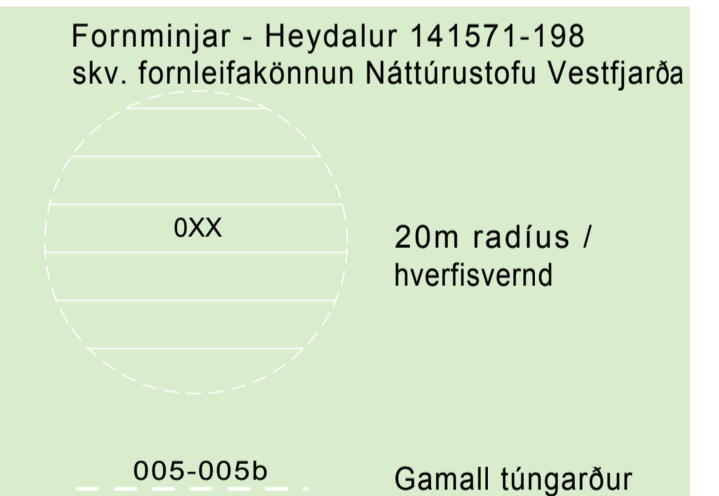 Fornminjar - Heydalur 141571-198
skv. fornleifakönnun Náttúrustofu Vestfjarða
0XX
20m radíus /
hverfisvernd
005-005b
Gamall túngarður